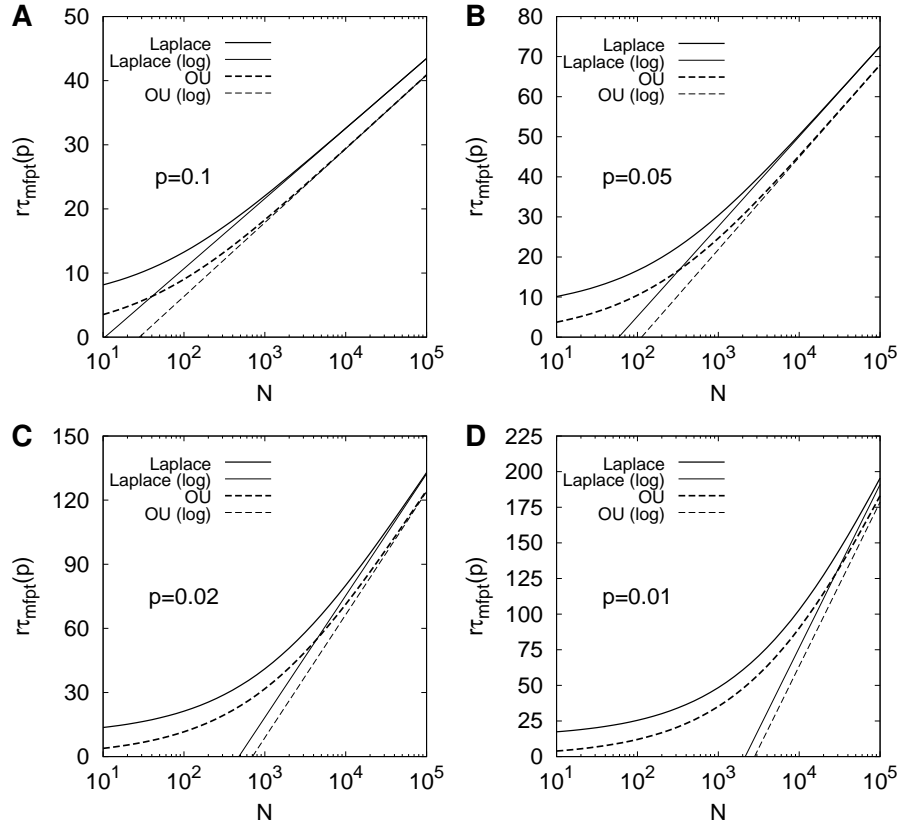 A
50
40
30
20
10
0
Laplace
Laplace (log)
OU
OU (log)
p=0.1
rτmfpt(p)
10^1 10^2 10^3 10^4 10^5
N
B
80
70
60
50
40
30
20
10
0
Laplace
Laplace (log)
OU
OU (log)
p=0.05
rτmfpt(p)
10^1 10^2 10^3 10^4 10^5
N
C
150
120
90
60
30
0
Laplace
Laplace (log)
OU
OU (log)
p=0.02
rτmfpt(p)
10^1 10^2 10^3 10^4 10^5
N
D
225
200
175
150
125
100
75
50
25
0
Laplace
Laplace (log)
OU
OU (log)
p=0.01
rτmfpt(p)
10^1 10^2 10^3 10^4 10^5
N